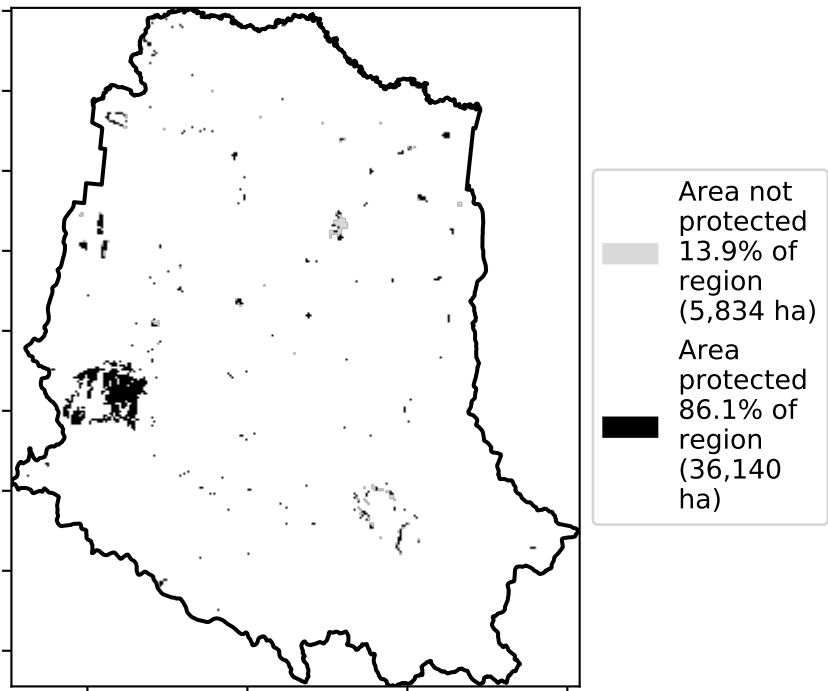 Area not
protected
13.9% of
region
(5,834 ha)
Area
protected
86.1% of
region
(36,140
ha)